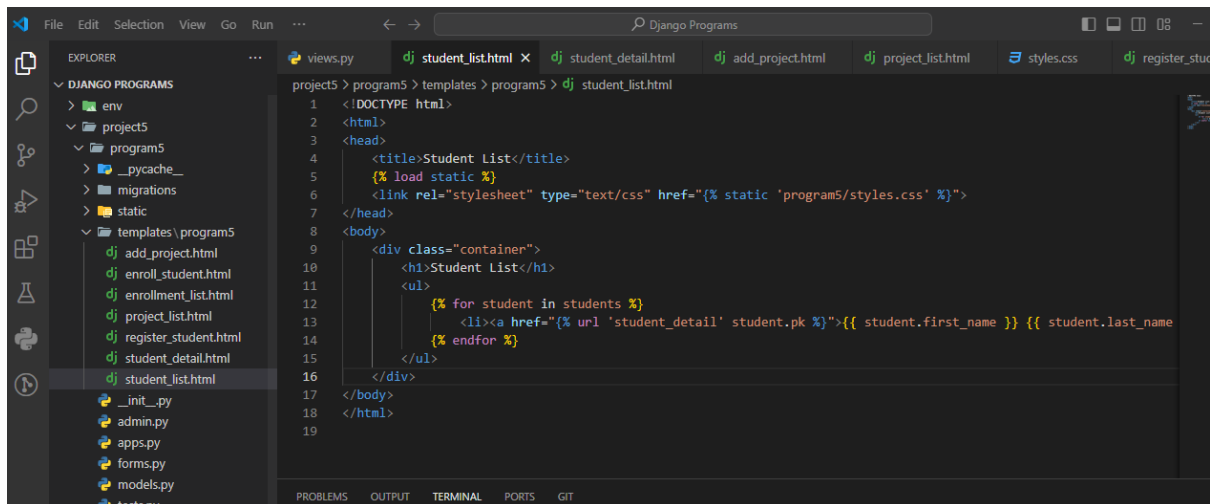 File Edit Selection View Go Run ... Django Programs
EXPLORER
DJANGO PROGRAMS
env
project5
program5
__pycache__
migrations
static
templates\program5
add_project.html
enroll_student.html
enrollment_list.html
project_list.html
register_student.html
student_detail.html
student_list.html
__init__.py
admin.py
apps.py
forms.py
models.py
views.py student_list.html student_detail.html add_project.html project_list.html styles.css register_stu
project5 > program5 > templates > program5 > student_list.html
1 <!DOCTYPE html>
2 <html>
3 <head>
4 <title>Student List</title>
5 {% load static %}
6 <link rel="stylesheet" type="text/css" href="{% static 'program5/styles.css' %}">
7 </head>
8 <body>
9 <div class="container">
10 <h1>Student List</h1>
11 <ul>
12 {% for student in students %}
13 <li><a href="{% url 'student_detail' student.pk %}">{{ student.first_name }} {{ student.last_name
14 {% endfor %}
15 </ul>
16 </div>
17 </body>
18 </html>
19
PROBLEMS OUTPUT TERMINAL PORTS GIT